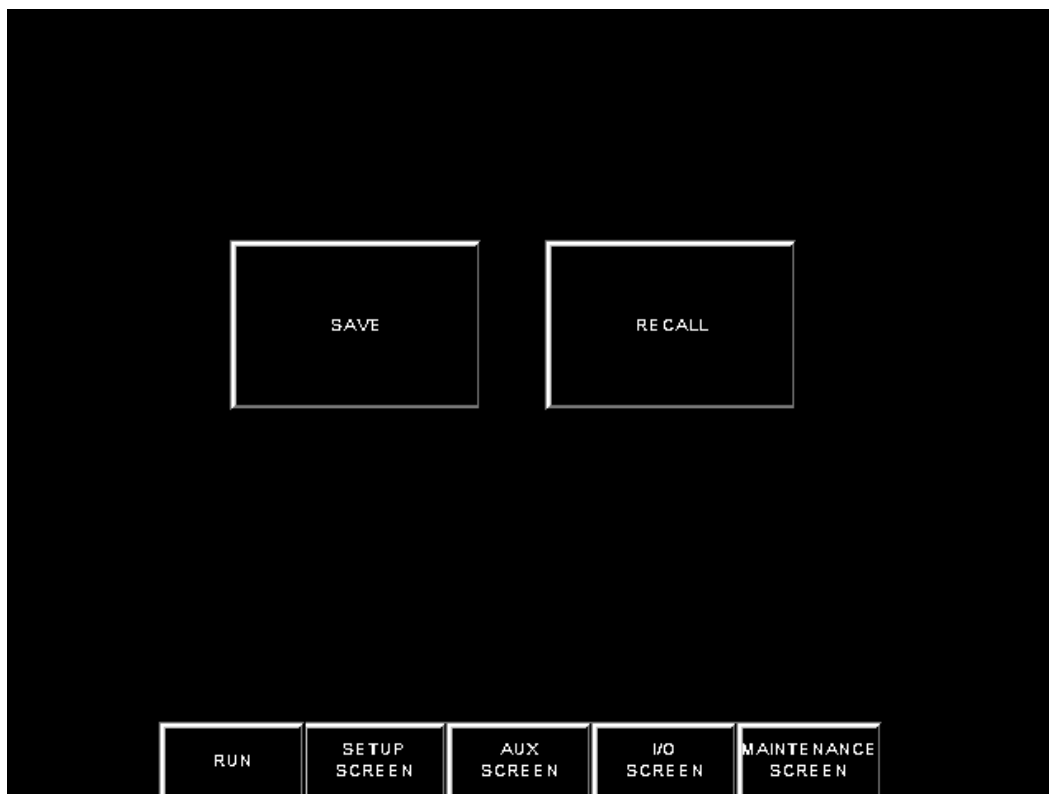 SAVE
RECALL
RUN
SETUP
SCREEN
AUX
SCREEN
I/O
SCREEN
MAINTENANCE
SCREEN